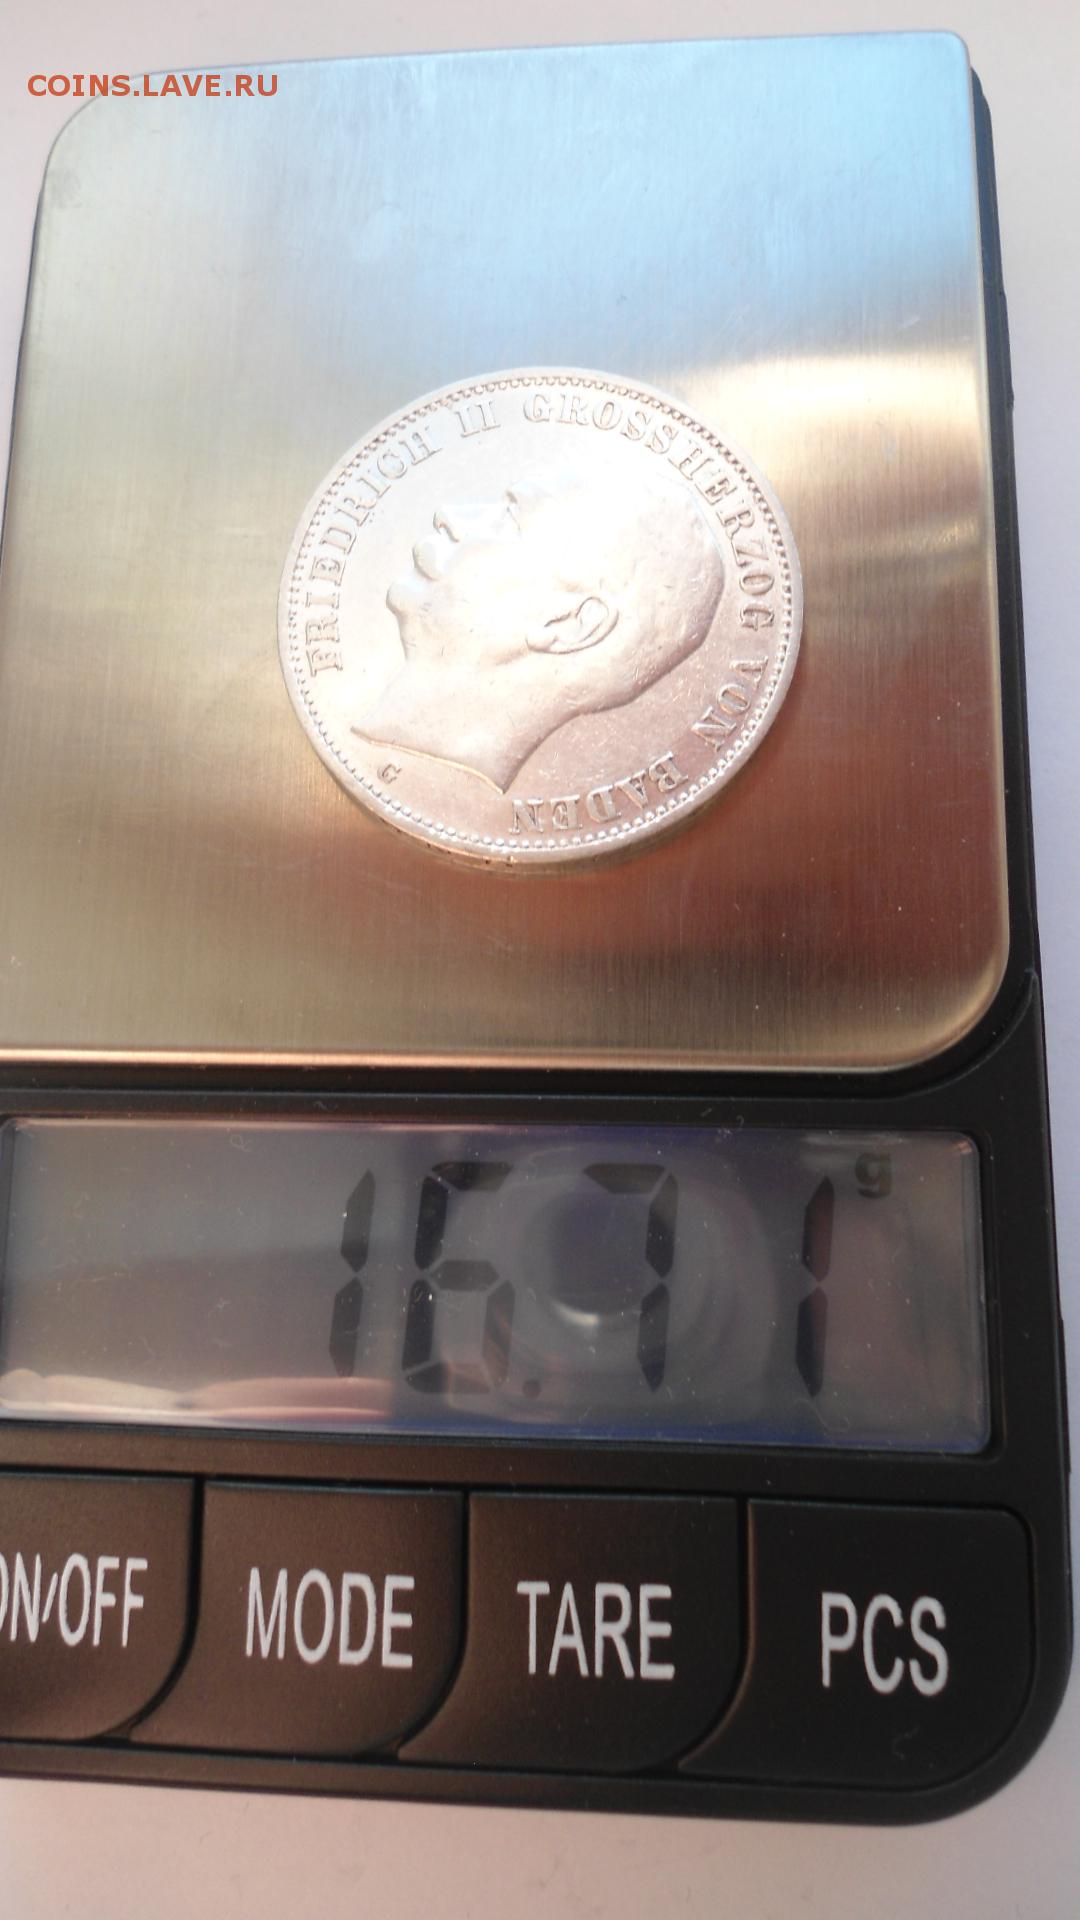 COINS.LAVE.RU
FRIEDRICH II GROSSHERZOG VON BADEN
G
16.71 g
ON/OFF MODE TARE PCS